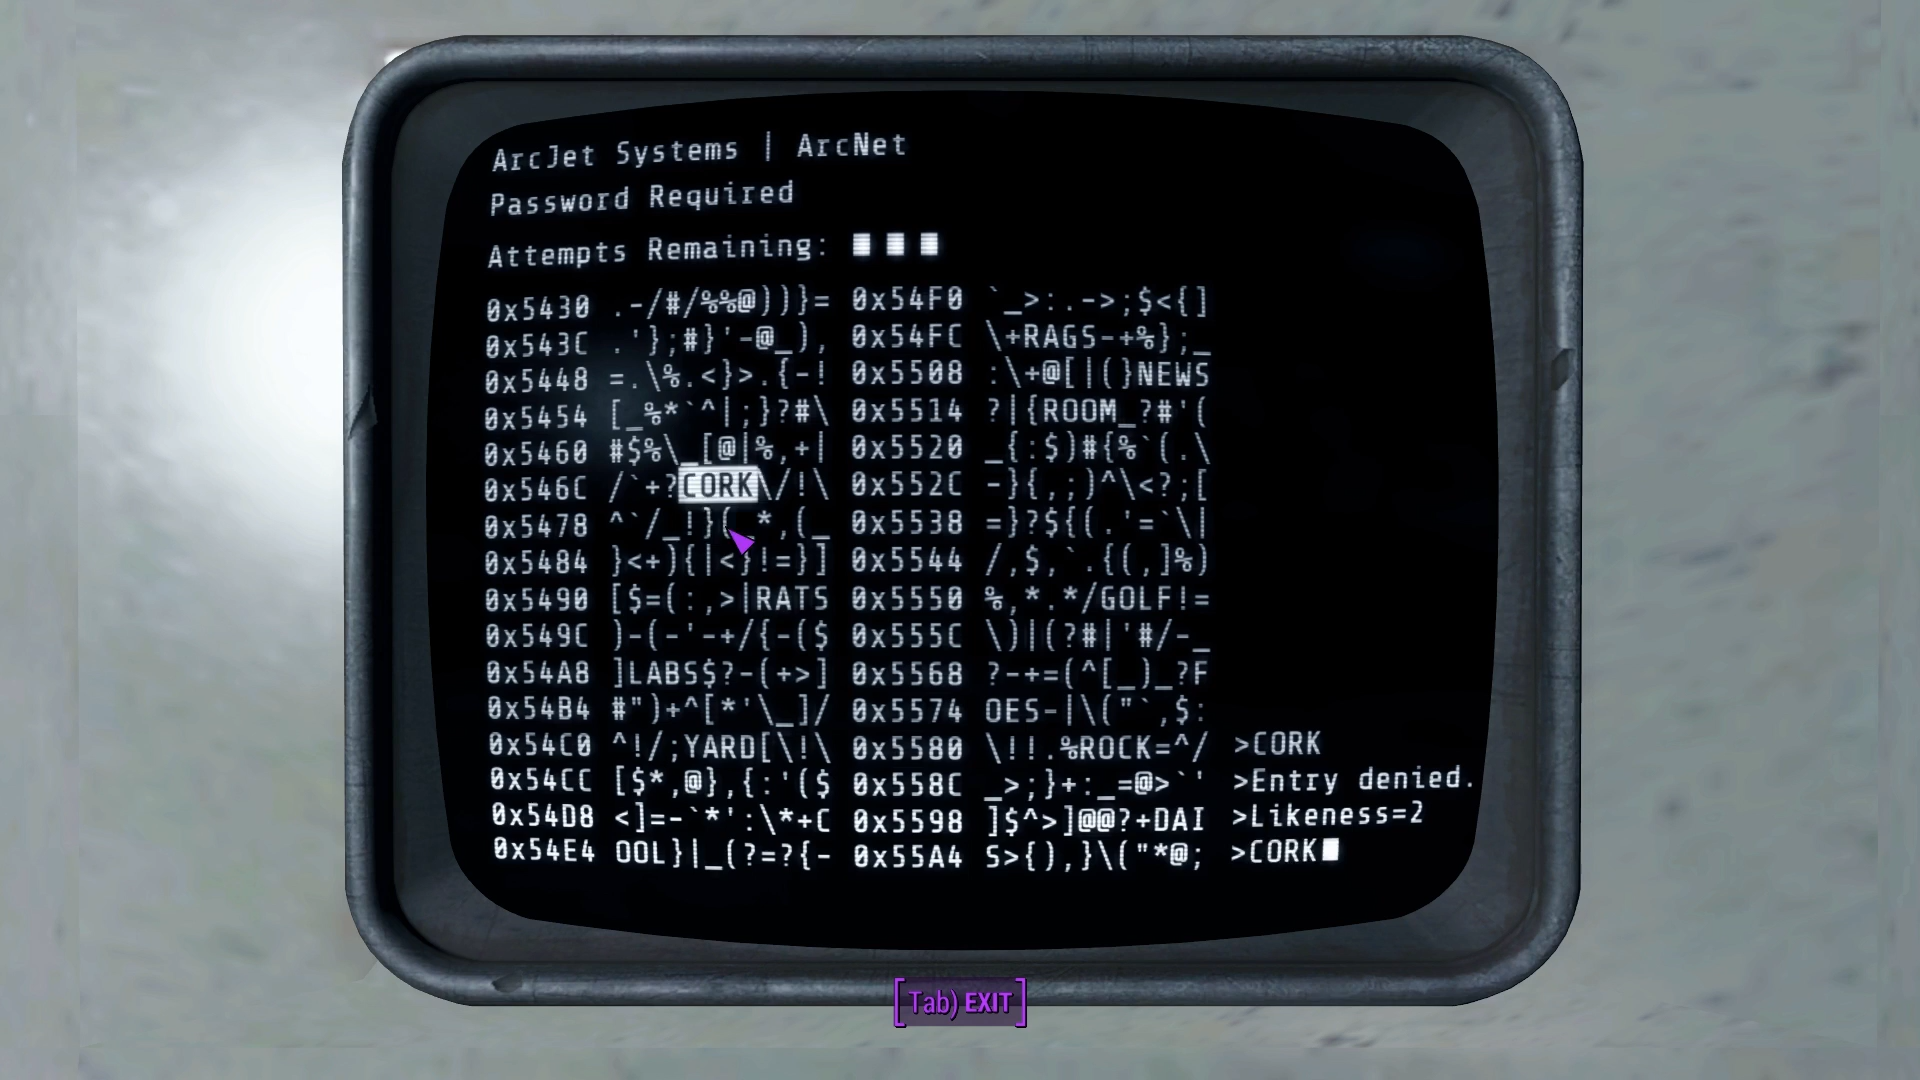 ArcJet Systems | ArcNet
Password Required
Attempts Remaining: ■ ■ ■
0x5430 .-/#/%%@))}= 0x54F0 `_>:.->;$<{]
0x543C .'};#}'-@_), 0x54FC \+RAGS-+%};_
0x5448 =.\%.<}>.{-! 0x5508 :\+@[|(}NEWS
0x5454 [_%*`^|;}?#\ 0x5514 ?|{ROOM_?#'(
0x5460 #$%\_[@|%,+| 0x5520 _{:$)#{%`(.\
0x546C /`+?CORK\/!\ 0x552C -}{,;)^\<?;[
0x5478 ^`/_!}(_*,(_ 0x5538 =}?${(.'=`\|
0x5484 }<+){|<}!=}] 0x5544 /,$,`.{(,]%)
0x5490 [$=(:,>|RATS 0x5550 %,*.*/GOLF!=
0x549C )-(-'-+/{-($ 0x555C \)|(?#|'#/-_
0x54A8 ]LABS$?-(+>] 0x5568 ?-+=(^[_)_?F
0x54B4 #")+^[*'\_]/ 0x5574 OES-|\("`,$:
0x54C0 ^!/;YARD[\!\ 0x5580 \!!.%ROCK=^/ >CORK
0x54CC [$*,@},{:'($ 0x558C _>;}+:_=@>`' >Entry denied.
0x54D8 <]=-`*':\*+C 0x5598 ]$^>]@@?+DAI >Likeness=2
0x54E4 OOL}|_(?=?{- 0x55A4 S>{),}\("*@; >CORK■
[Tab) EXIT]